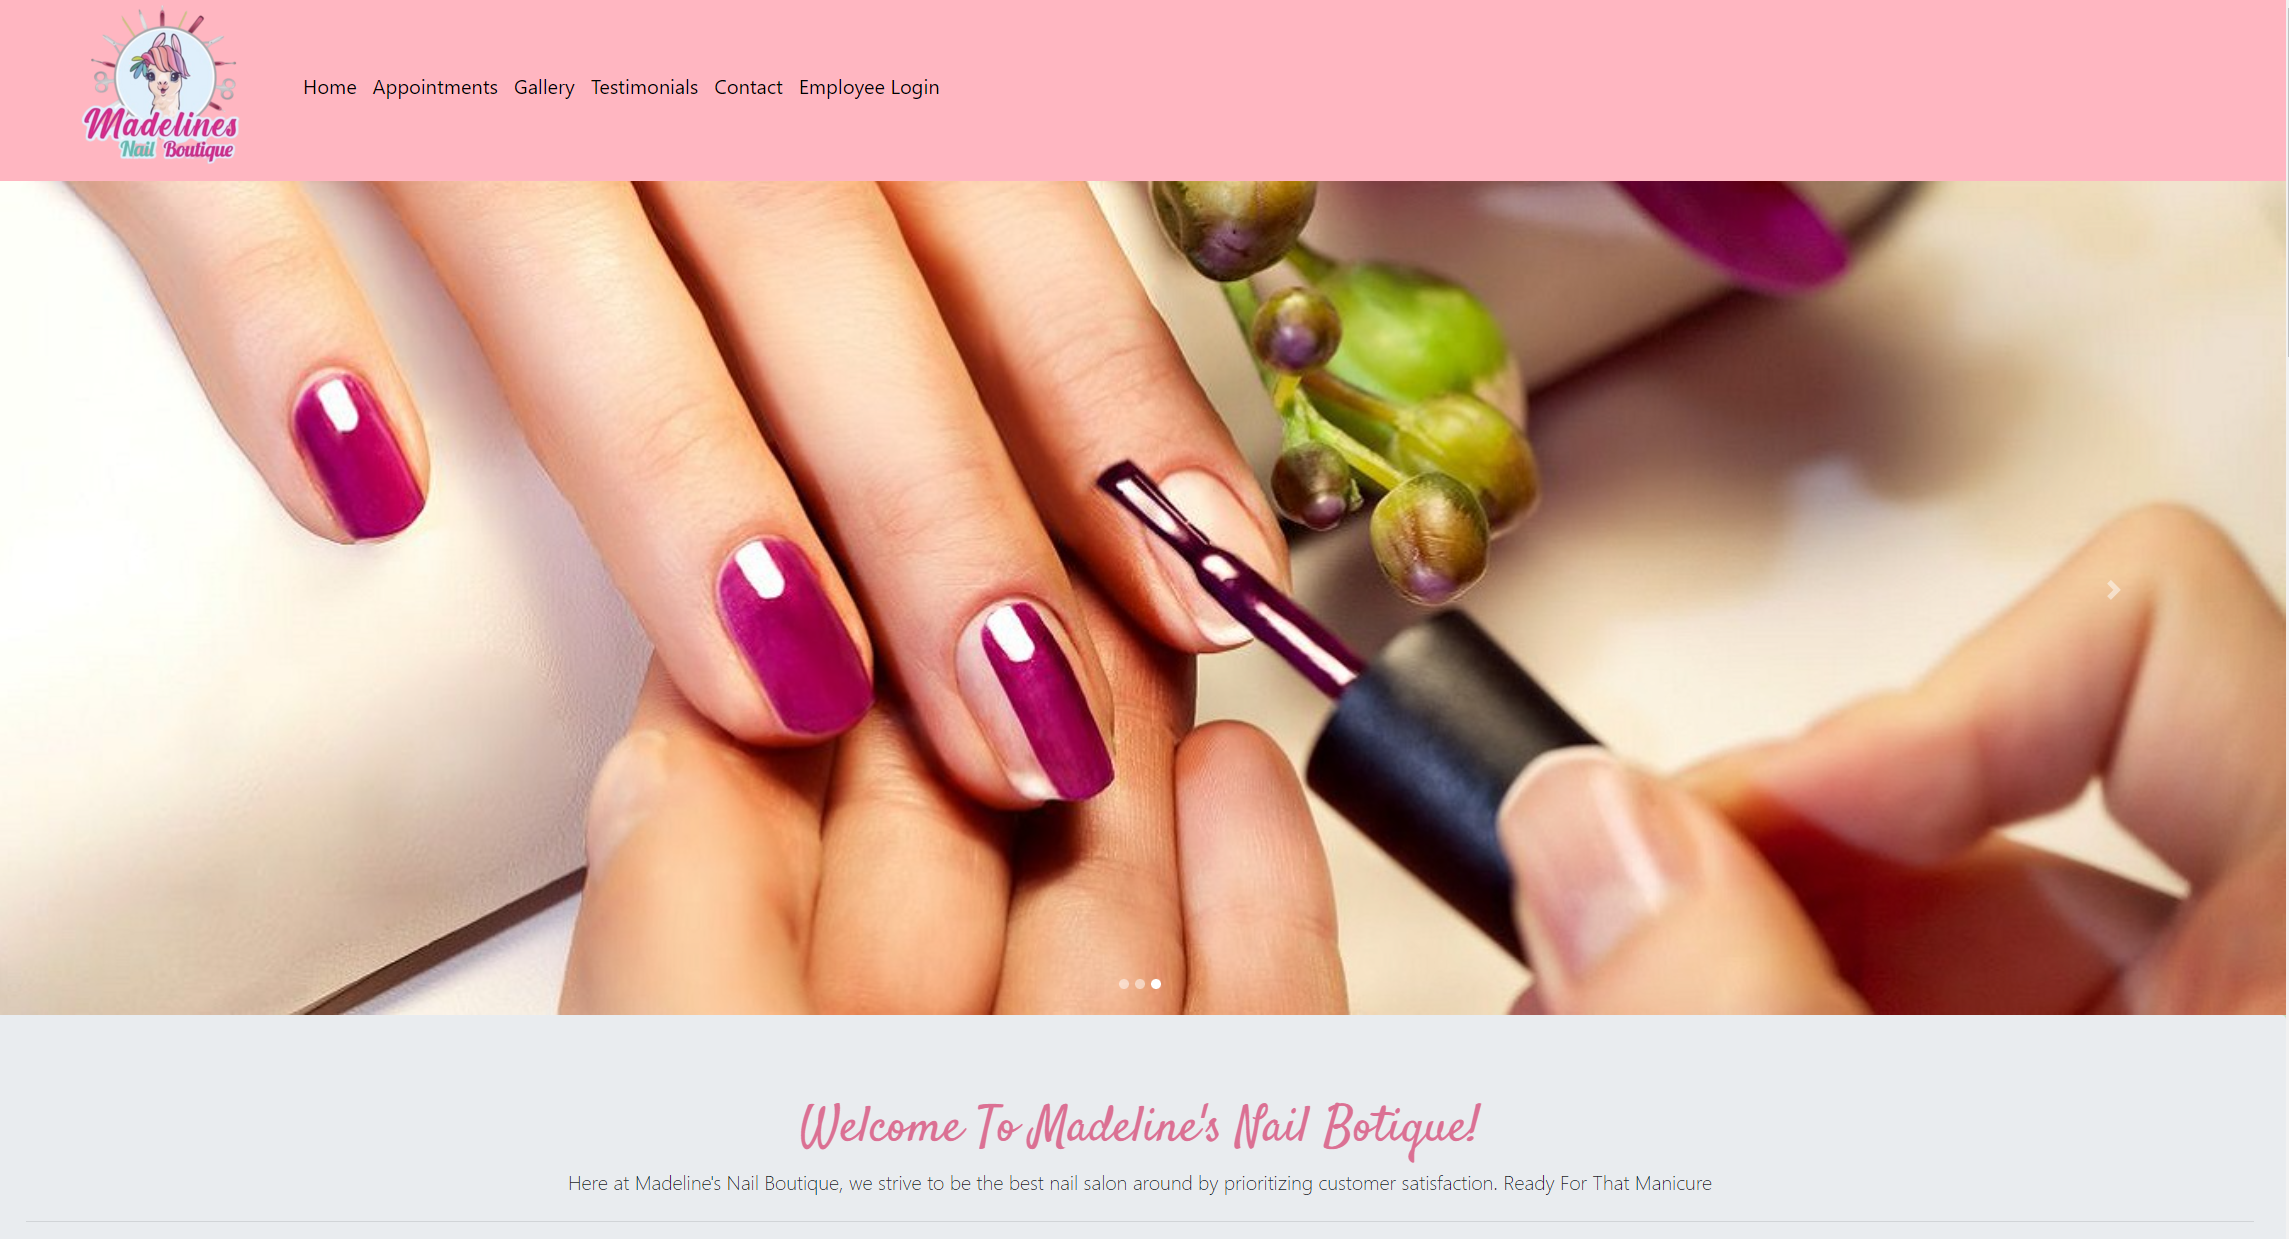 Madelines
Nail Boutique
Home Appointments Gallery Testimonials Contact Employee Login
Welcome To Madeline's Nail Botique!
Here at Madeline's Nail Boutique, we strive to be the best nail salon around by prioritizing customer satisfaction. Ready For That Manicure